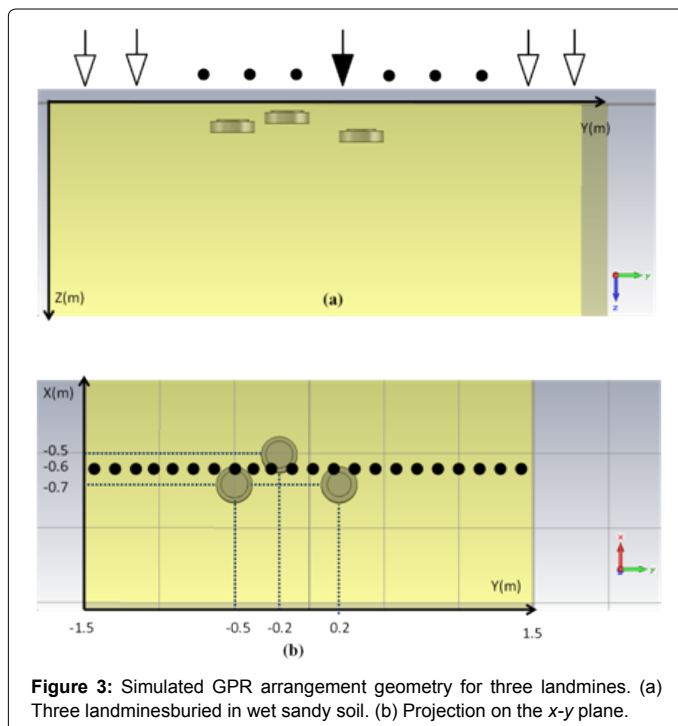 Y(m)
y
z
Z(m)
(a)
X(m)
-0.5
-0.6
-0.7
x
y
Y(m)
-1.5
-0.5
-0.2
0.2
1.5
(b)
Figure 3: Simulated GPR arrangement geometry for three landmines. (a)
Three landminesburied in wet sandy soil. (b) Projection on the x-y plane.